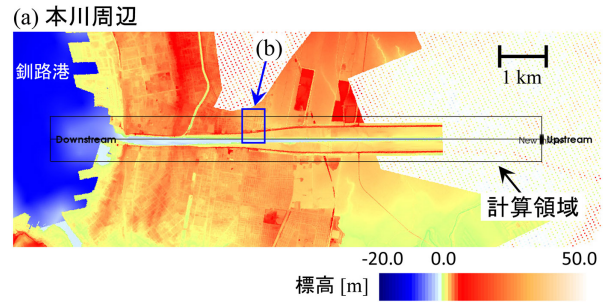 (a) 本川周辺
(b)
釧路港
1 km
Downstream
New
Upstream
計算領域
-20.0 0.0 50.0
標高 [m]